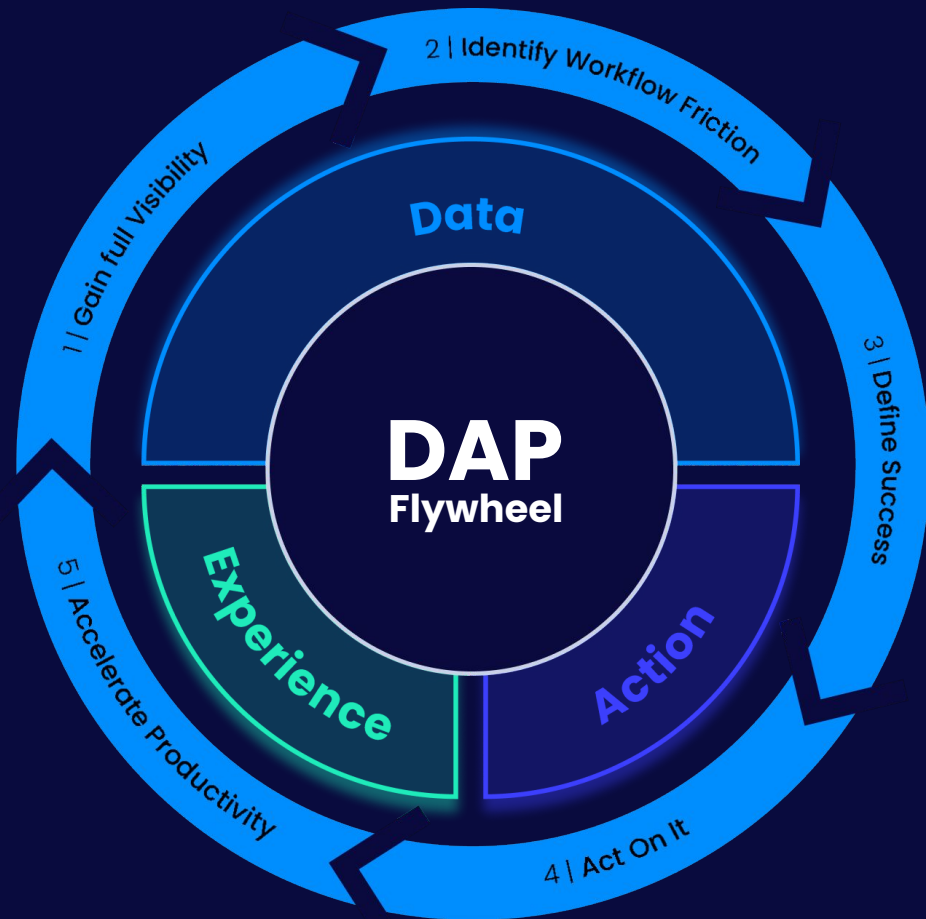 1 | Gain full Visibility
2 | Identify Workflow Friction
3 | Define Success
4 | Act On It
5 | Accelerate Productivity
Data
Action
Experience
DAP
Flywheel